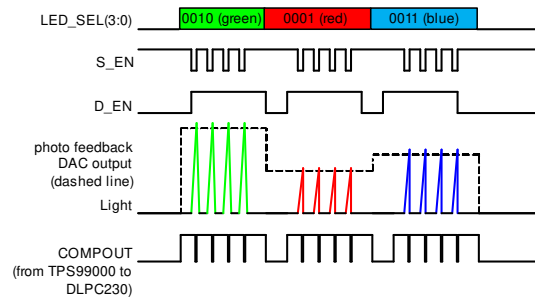 LED_SEL(3:0)
0010 (green)
0001 (red)
0011 (blue)
S_EN
D_EN
photo feedback
DAC output
(dashed line)
Light
COMPOUT
(from TPS99000 to
DLPC230)